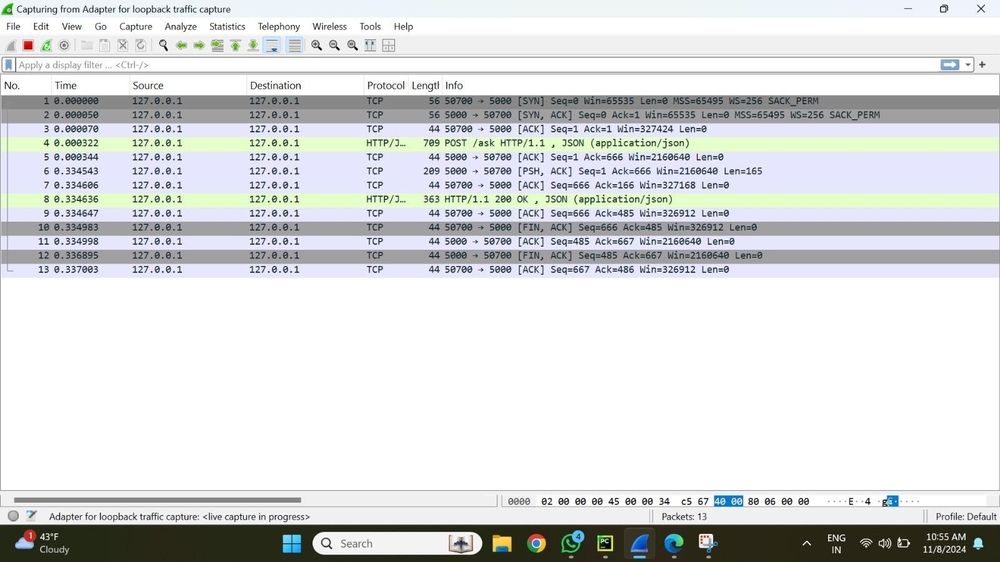 Capturing from Adapter for loopback traffic capture
File Edit View Go Capture Analyze Statistics Telephony Wireless Tools Help
Apply a display filter ... <Ctrl-/>
No. Time Source Destination Protocol Length Info
1 0.000000 127.0.0.1 127.0.0.1 TCP 56 50700 → 5000 [SYN] Seq=0 Win=65535 Len=0 MSS=65495 WS=256 SACK_PERM
2 0.000050 127.0.0.1 127.0.0.1 TCP 56 5000 → 50700 [SYN, ACK] Seq=0 Ack=1 Win=65535 Len=0 MSS=65495 WS=256 SACK_PERM
3 0.000070 127.0.0.1 127.0.0.1 TCP 44 50700 → 5000 [ACK] Seq=1 Ack=1 Win=327424 Len=0
4 0.000322 127.0.0.1 127.0.0.1 HTTP/J... 709 POST /ask HTTP/1.1 , JSON (application/json)
5 0.000344 127.0.0.1 127.0.0.1 TCP 44 5000 → 50700 [ACK] Seq=1 Ack=666 Win=2160640 Len=0
6 0.334543 127.0.0.1 127.0.0.1 TCP 209 5000 → 50700 [PSH, ACK] Seq=1 Ack=666 Win=2160640 Len=165
7 0.334606 127.0.0.1 127.0.0.1 TCP 44 50700 → 5000 [ACK] Seq=666 Ack=166 Win=327168 Len=0
8 0.334636 127.0.0.1 127.0.0.1 HTTP/J... 363 HTTP/1.1 200 OK , JSON (application/json)
9 0.334647 127.0.0.1 127.0.0.1 TCP 44 50700 → 5000 [ACK] Seq=666 Ack=485 Win=326912 Len=0
10 0.334983 127.0.0.1 127.0.0.1 TCP 44 50700 → 5000 [FIN, ACK] Seq=666 Ack=485 Win=326912 Len=0
11 0.334998 127.0.0.1 127.0.0.1 TCP 44 5000 → 50700 [ACK] Seq=485 Ack=667 Win=2160640 Len=0
12 0.336895 127.0.0.1 127.0.0.1 TCP 44 5000 → 50700 [FIN, ACK] Seq=485 Ack=667 Win=2160640 Len=0
13 0.337003 127.0.0.1 127.0.0.1 TCP 44 50700 → 5000 [ACK] Seq=667 Ack=486 Win=326912 Len=0
0000 02 00 00 00 45 00 00 34 c5 67 40 00 80 06 00 00 ····E··4 ·g@·····
Adapter for loopback traffic capture: <live capture in progress> Packets: 13 Profile: Default
1 43°F
Cloudy
Search
4
PC
ENG
IN
10:55 AM
11/8/2024